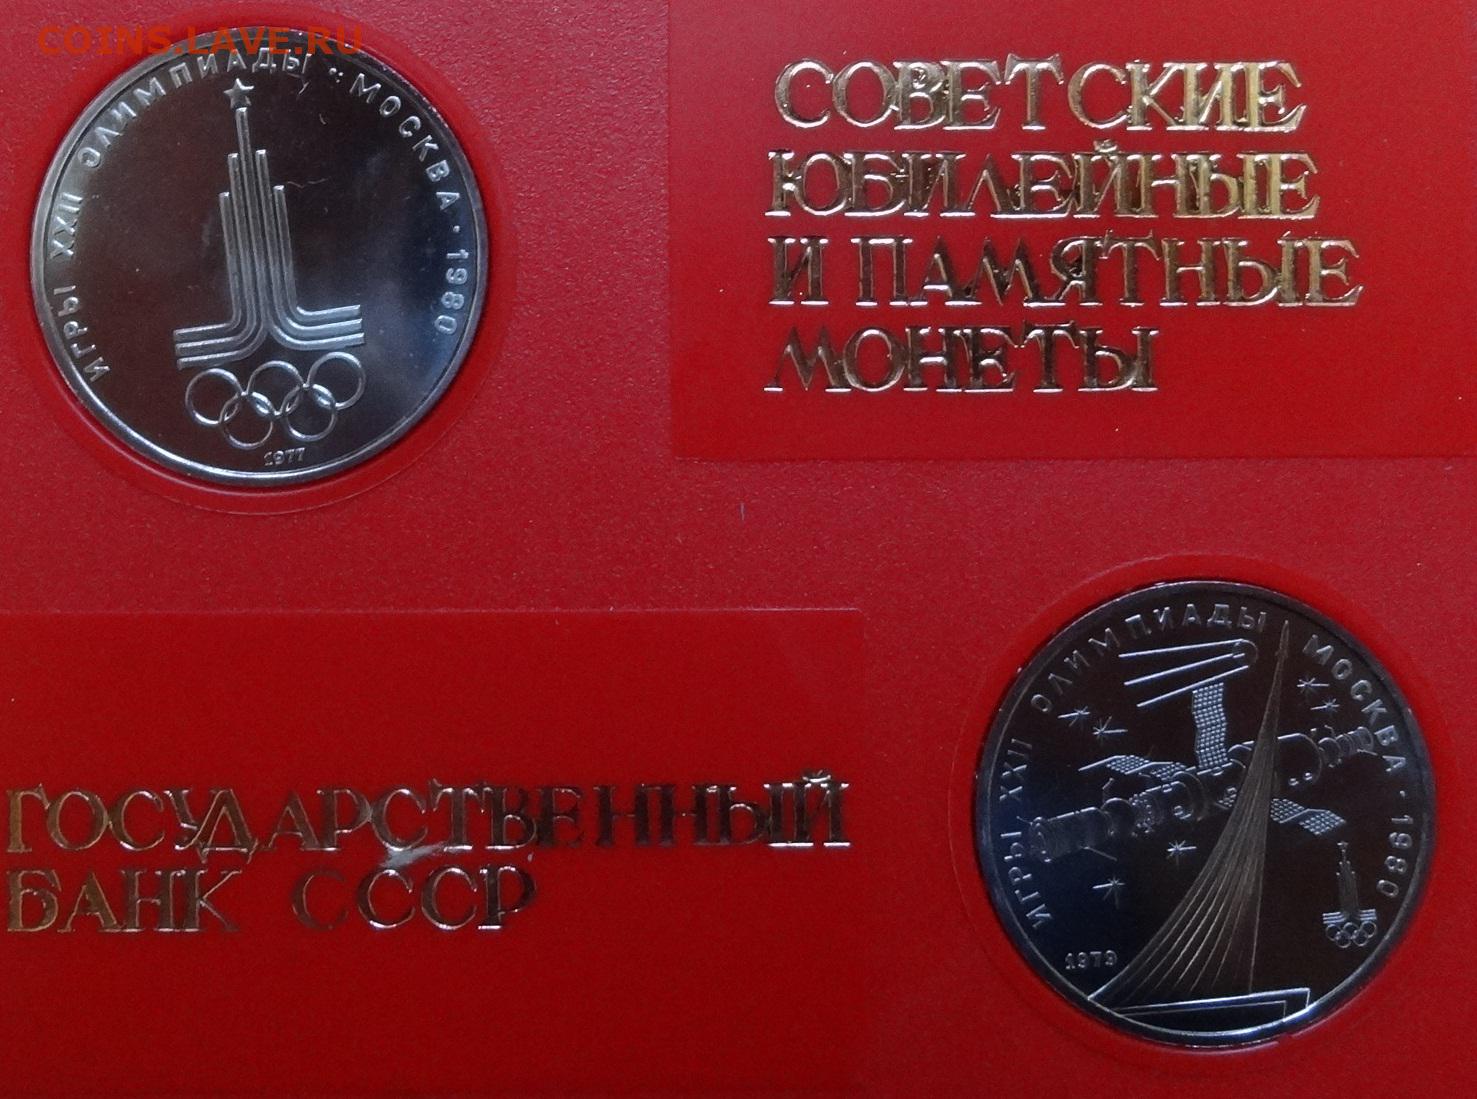 COINS.LAVE.RU
ИГРЫ XXII ОЛИМПИАДЫ · МОСКВА · 1980
1977
СОВЕТСКИЕ
ЮБИЛЕЙНЫЕ
И ПАМЯТНЫЕ
МОНЕТЫ
ГОСУДАРСТВЕННЫЙ
БАНК СССР
ИГРЫ XXII ОЛИМПИАДЫ МОСКВА · 1980
1979